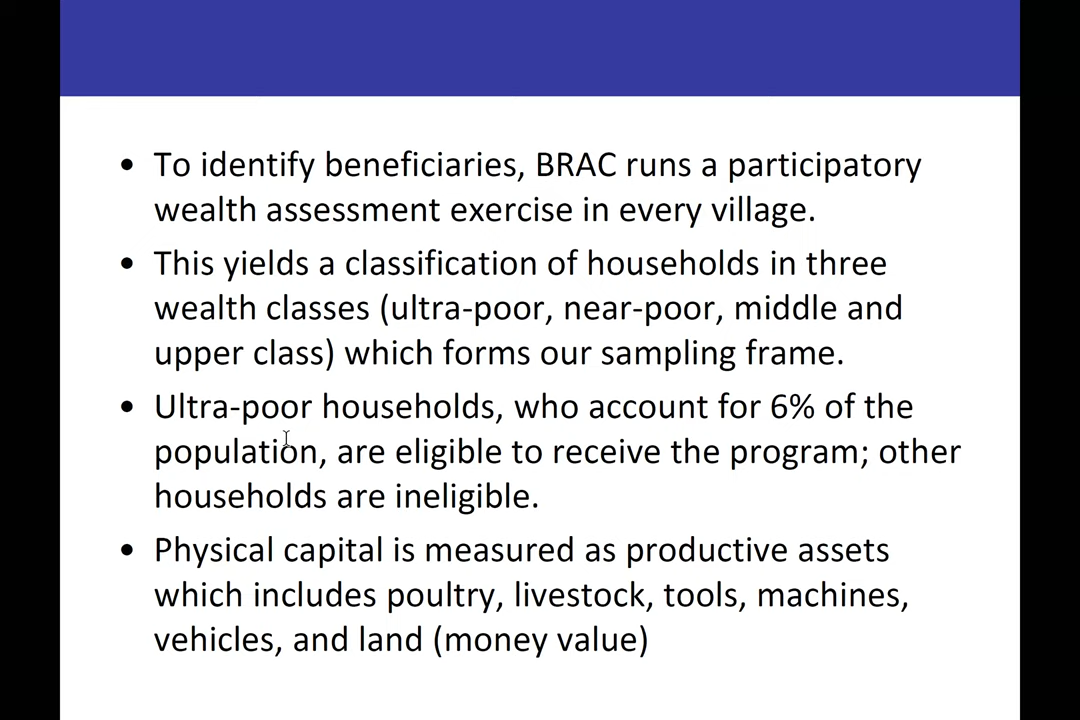 • To identify beneficiaries, BRAC runs a participatory
wealth assessment exercise in every village.
• This yields a classification of households in three
wealth classes (ultra-poor, near-poor, middle and
upper class) which forms our sampling frame.
• Ultra-poor households, who account for 6% of the
population, are eligible to receive the program; other
households are ineligible.
• Physical capital is measured as productive assets
which includes poultry, livestock, tools, machines,
vehicles, and land (money value)